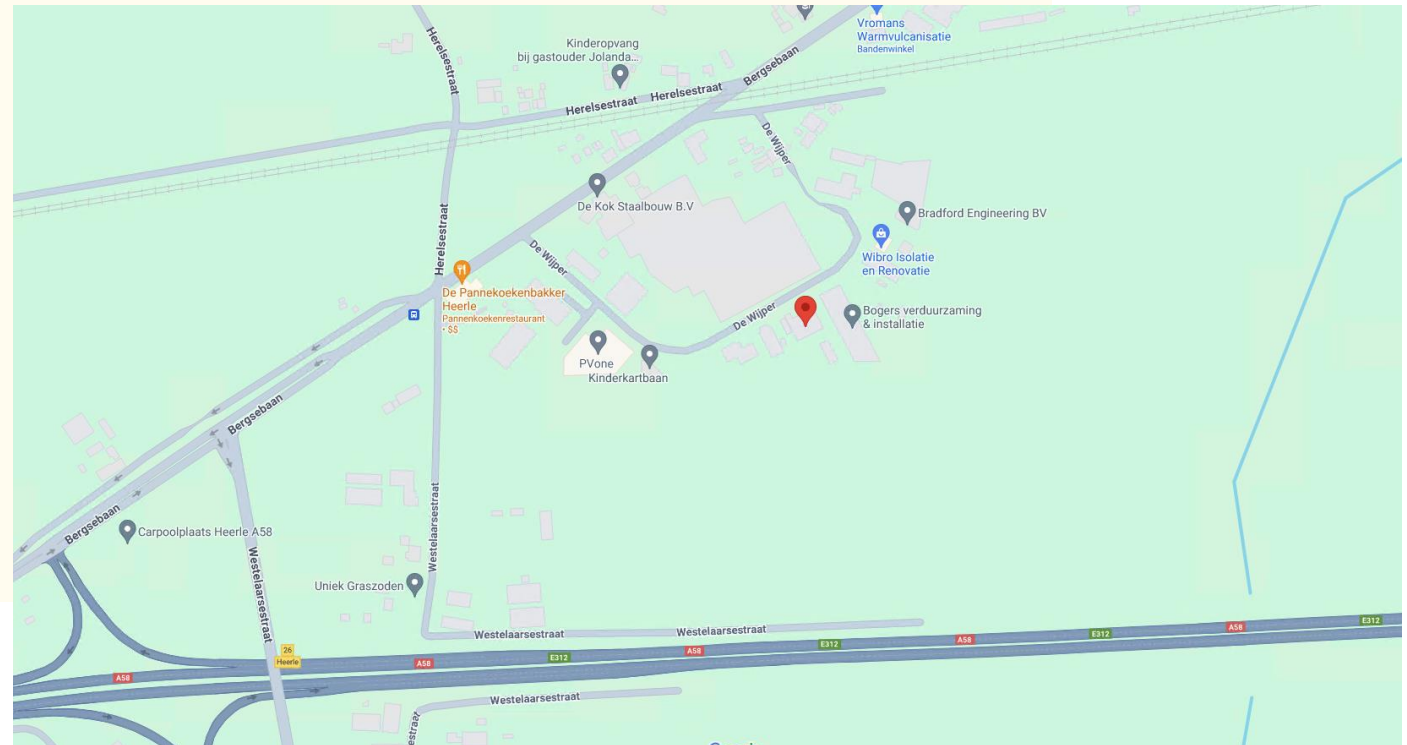 Vromans
Warmvulcanisatie
Bandenwinkel
Kinderopvang
bij gastouder Jolanda...
Herelsestraat
Bergsebaan
Herelsestraat
Herelsestraat
De Wijper
De Kok Staalbouw B.V
Bradford Engineering BV
Herelsestraat
De Wijper
Wibro Isolatie
en Renovatie
De Pannekoekenbakker
Heerle
Pannenkoekenrestaurant
· $$
De Wijper
Bogers verduurzaming
& installatie
PVone
Kinderkartbaan
Bergsebaan
Bergsebaan
Carpoolplaats Heerle A58
Westelaarsestraat
Westelaarsestraat
Uniek Graszoden
Westelaarsestraat
Westelaarsestraat
E312
A58
E312
A58
E312
A58
E312
A58
26
Heerle
A58
Westelaarsestraat